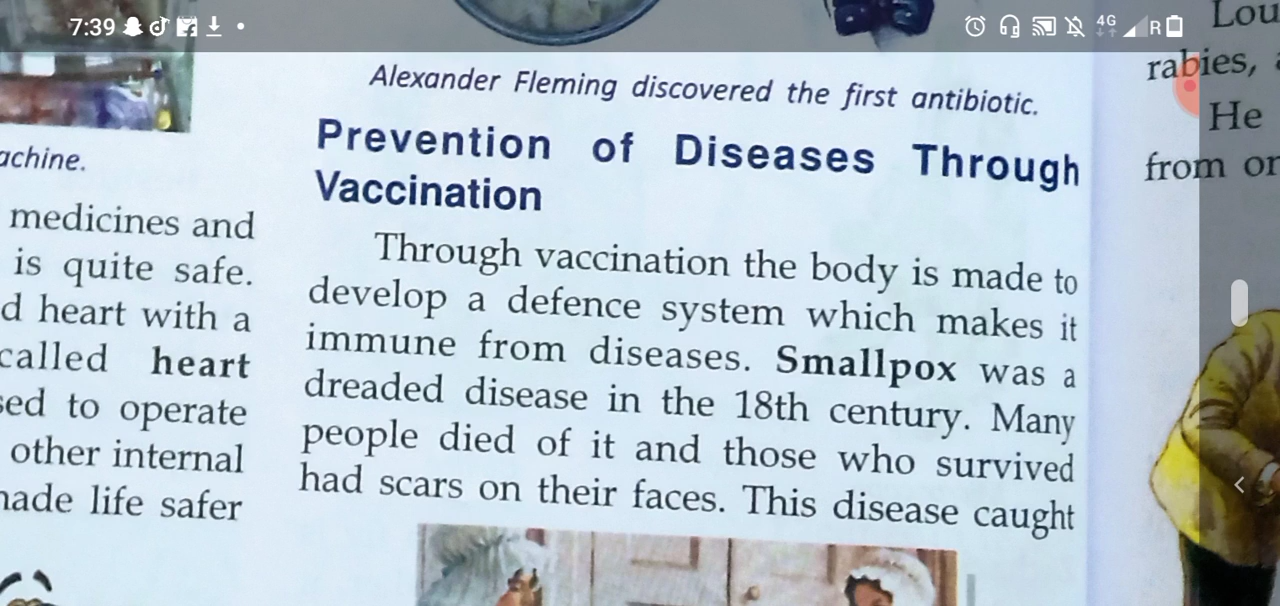 7:39
4G
R
achine.
medicines and
is quite safe.
d heart with a
called heart
sed to operate
other internal
made life safer
Alexander Fleming discovered the first antibiotic.
Prevention of Diseases Through
Vaccination
Through vaccination the body is made to
develop a defence system which makes it
immune from diseases. Smallpox was a
dreaded disease in the 18th century. Many
people died of it and those who survived
had scars on their faces. This disease caught
Lou
rabies,
He
from or